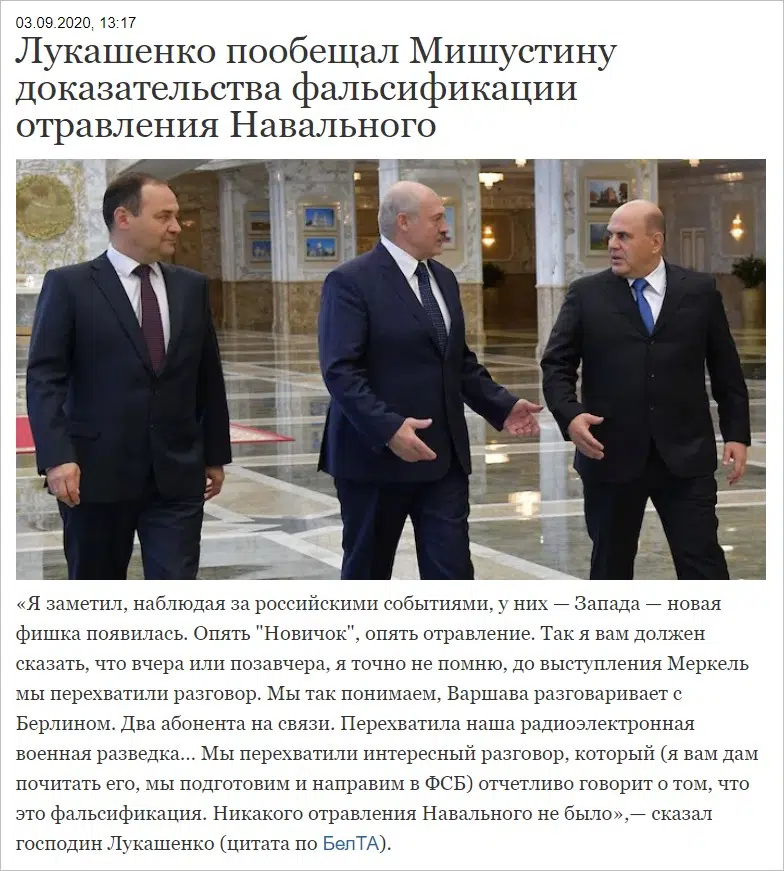 03.09.2020, 13:17
Лукашенко пообещал Мишустину
доказательства фальсификации
отравления Навального
«Я заметил, наблюдая за российскими событиями, у них — Запада — новая
фишка появилась. Опять "Новичок", опять отравление. Так я вам должен
сказать, что вчера или позавчера, я точно не помню, до выступления Меркель
мы перехватили разговор. Мы так понимаем, Варшава разговаривает с
Берлином. Два абонента на связи. Перехватила наша радиоэлектронная
военная разведка... Мы перехватили интересный разговор, который (я вам дам
почитать его, мы подготовим и направим в ФСБ) отчетливо говорит о том, что
это фальсификация. Никакого отравления Навального не было»,— сказал
господин Лукашенко (цитата по БелТА).